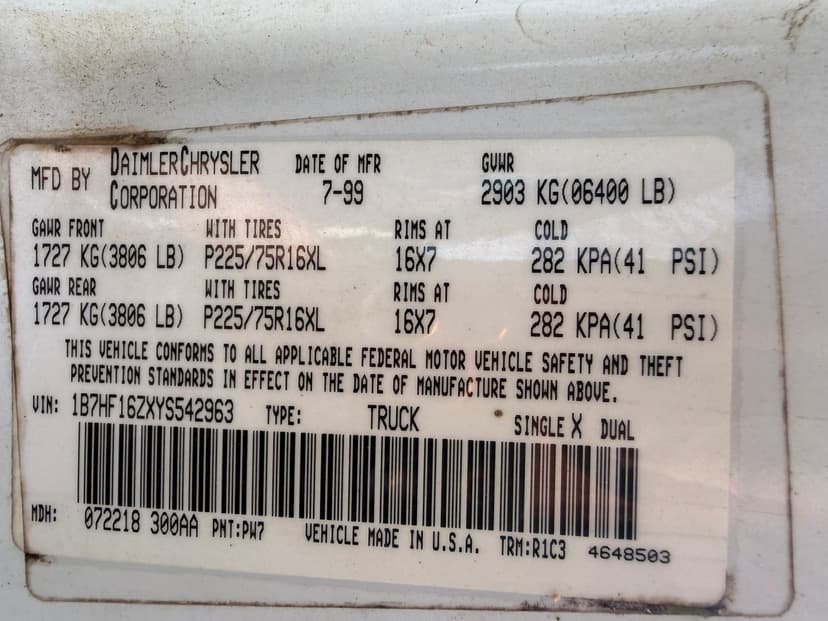 MFD BY DAIMLERCHRYSLER CORPORATION DATE OF MFR 7-99 GVWR 2903 KG(06400 LB)
GAWR FRONT WITH TIRES RIMS AT COLD
1727 KG(3806 LB) P225/75R16XL 16X7 282 KPA(41 PSI)
GAWR REAR WITH TIRES RIMS AT COLD
1727 KG(3806 LB) P225/75R16XL 16X7 282 KPA(41 PSI)
THIS VEHICLE CONFORMS TO ALL APPLICABLE FEDERAL MOTOR VEHICLE SAFETY AND THEFT
PREVENTION STANDARDS IN EFFECT ON THE DATE OF MANUFACTURE SHOWN ABOVE.
VIN: 1B7HF16ZXYS542963 TYPE: TRUCK SINGLE X DUAL
MDH: 072218 300AA PNT:PW7 VEHICLE MADE IN U.S.A. TRM:R1C3 4648503